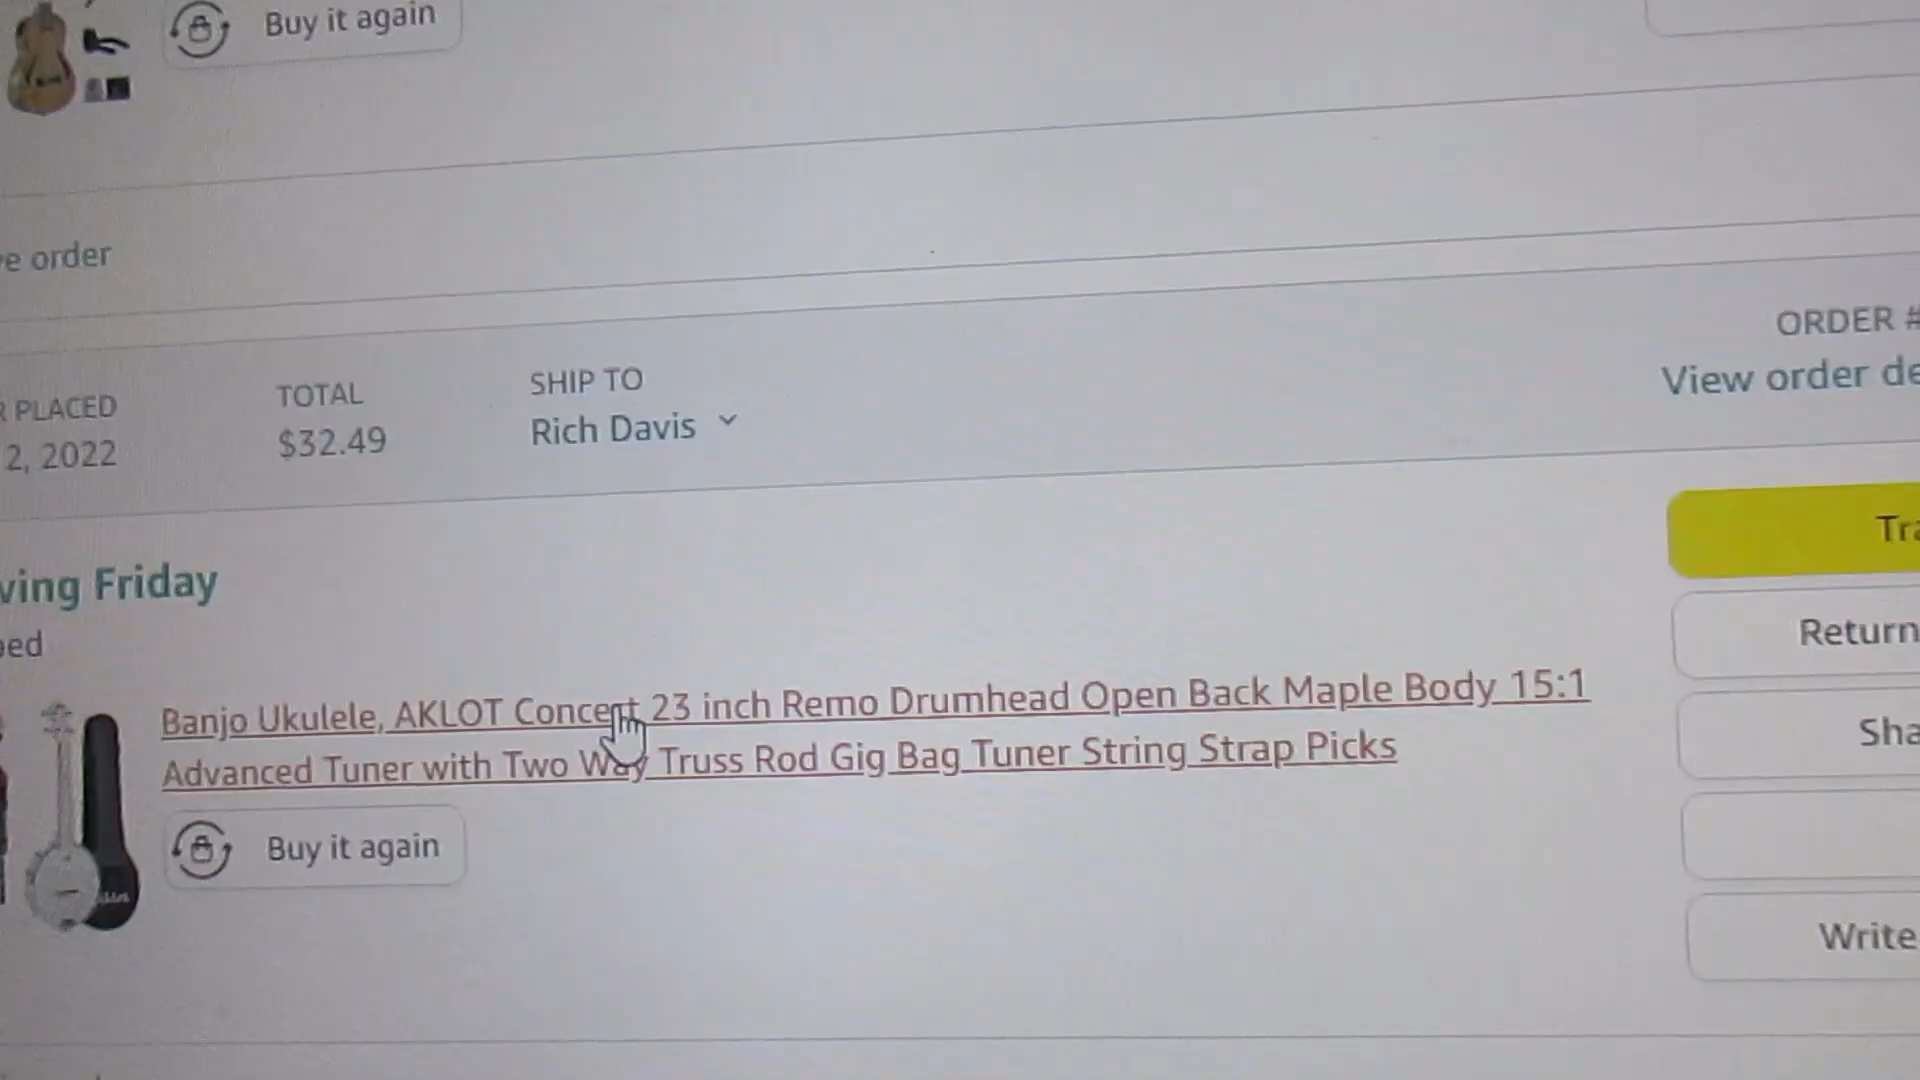 Buy it again
order
ORDER #
PLACED
TOTAL
SHIP TO
View order de
2, 2022
$32.49
Rich Davis
Tra
ving Friday
Return
ped
Banjo Ukulele, AKLOT Concert 23 inch Remo Drumhead Open Back Maple Body 15:1
Advanced Tuner with Two Way Truss Rod Gig Bag Tuner String Strap Picks
Sha
Buy it again
Write